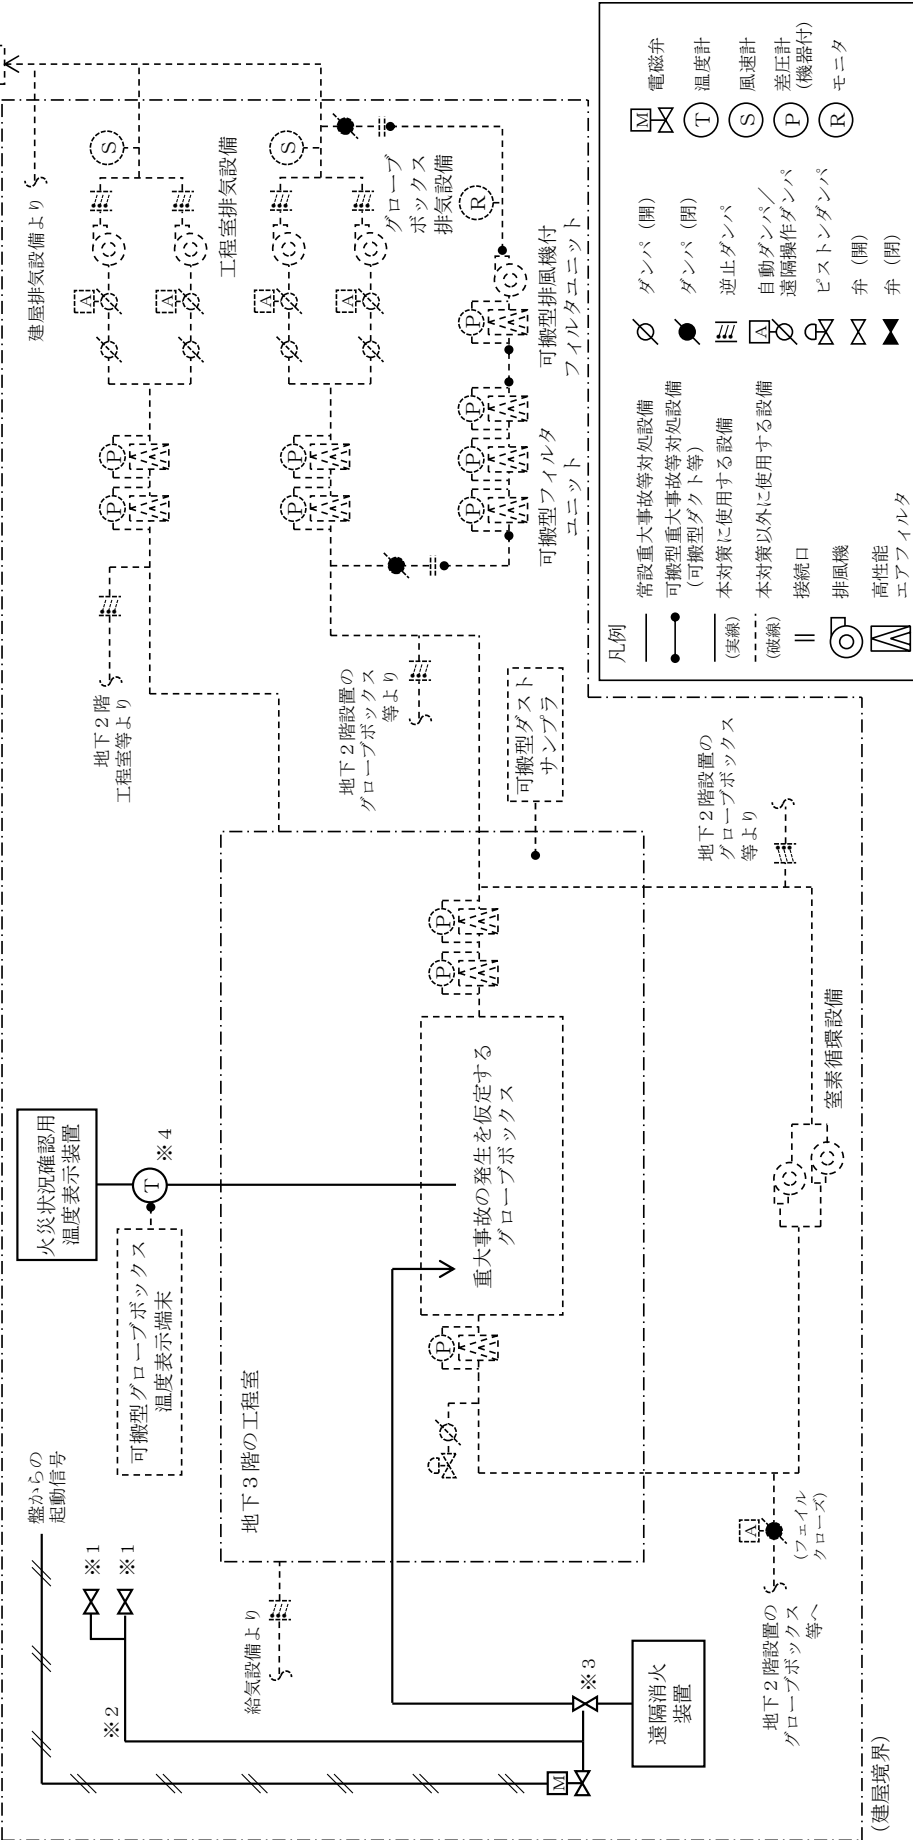 建屋排気設備より
S
A
A
工程室排気設備
P
P
地下2階
工程室等より
S
A
A
グローブ
ボックス
排気設備
R
P
P
可搬型排風機付
フィルタユニット
P
P
P
P
可搬型フィルタ
ユニット
地下2階設置の
グローブボックス
等より
可搬型ダスト
サンプラ
地下2階設置の
グローブボックス
等より
P
P
火災状況確認用
温度表示装置
T
※4
可搬型グローブボックス
温度表示端末
重大事故の発生を仮定する
グローブボックス
P
地下3階の工程室
窒素循環設備
A
(フェイル
クローズ)
地下2階設置の
グローブボックス
等へ
盤からの
起動信号
※1
※1
※2
給気設備より
※3
M
遠隔消火
装置
(建屋境界)
凡例
常設重大事故等対処設備
可搬型重大事故等対処設備
(可搬型ダクト等)
(実線)
本対策に使用する設備
(破線)
本対策以外に使用する設備
接続口
排風機
高性能
エアフィルタ
ダンパ (開)
ダンパ (閉)
逆止ダンパ
A
自動ダンパ/
遠隔操作ダンパ
ピストンダンパ
弁 (開)
弁 (閉)
M
電磁弁
T
温度計
S
風速計
P
差圧計
(機器付)
R
モニタ